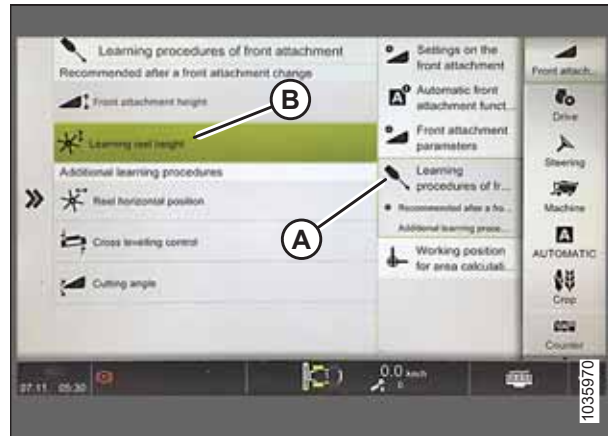 Learning procedures of front attachment
Recommended after a front attachment change
Front attachment height
Learning reel height
Additional learning procedures
Reel horizontal position
Cross levelling control
Cutting angle
B
A
Settings on the
front attachment
Automatic front
attachment funct...
Front attachment
parameters
Learning
procedures of fr...
Recommended after a fro...
Additional learning proce...
Working position
for area calculati...
Front attach...
Drive
Steering
Machine
A
AUTOMATIC
Crop
Counter
07.11 05:30
0.0 km/h
0
1035970